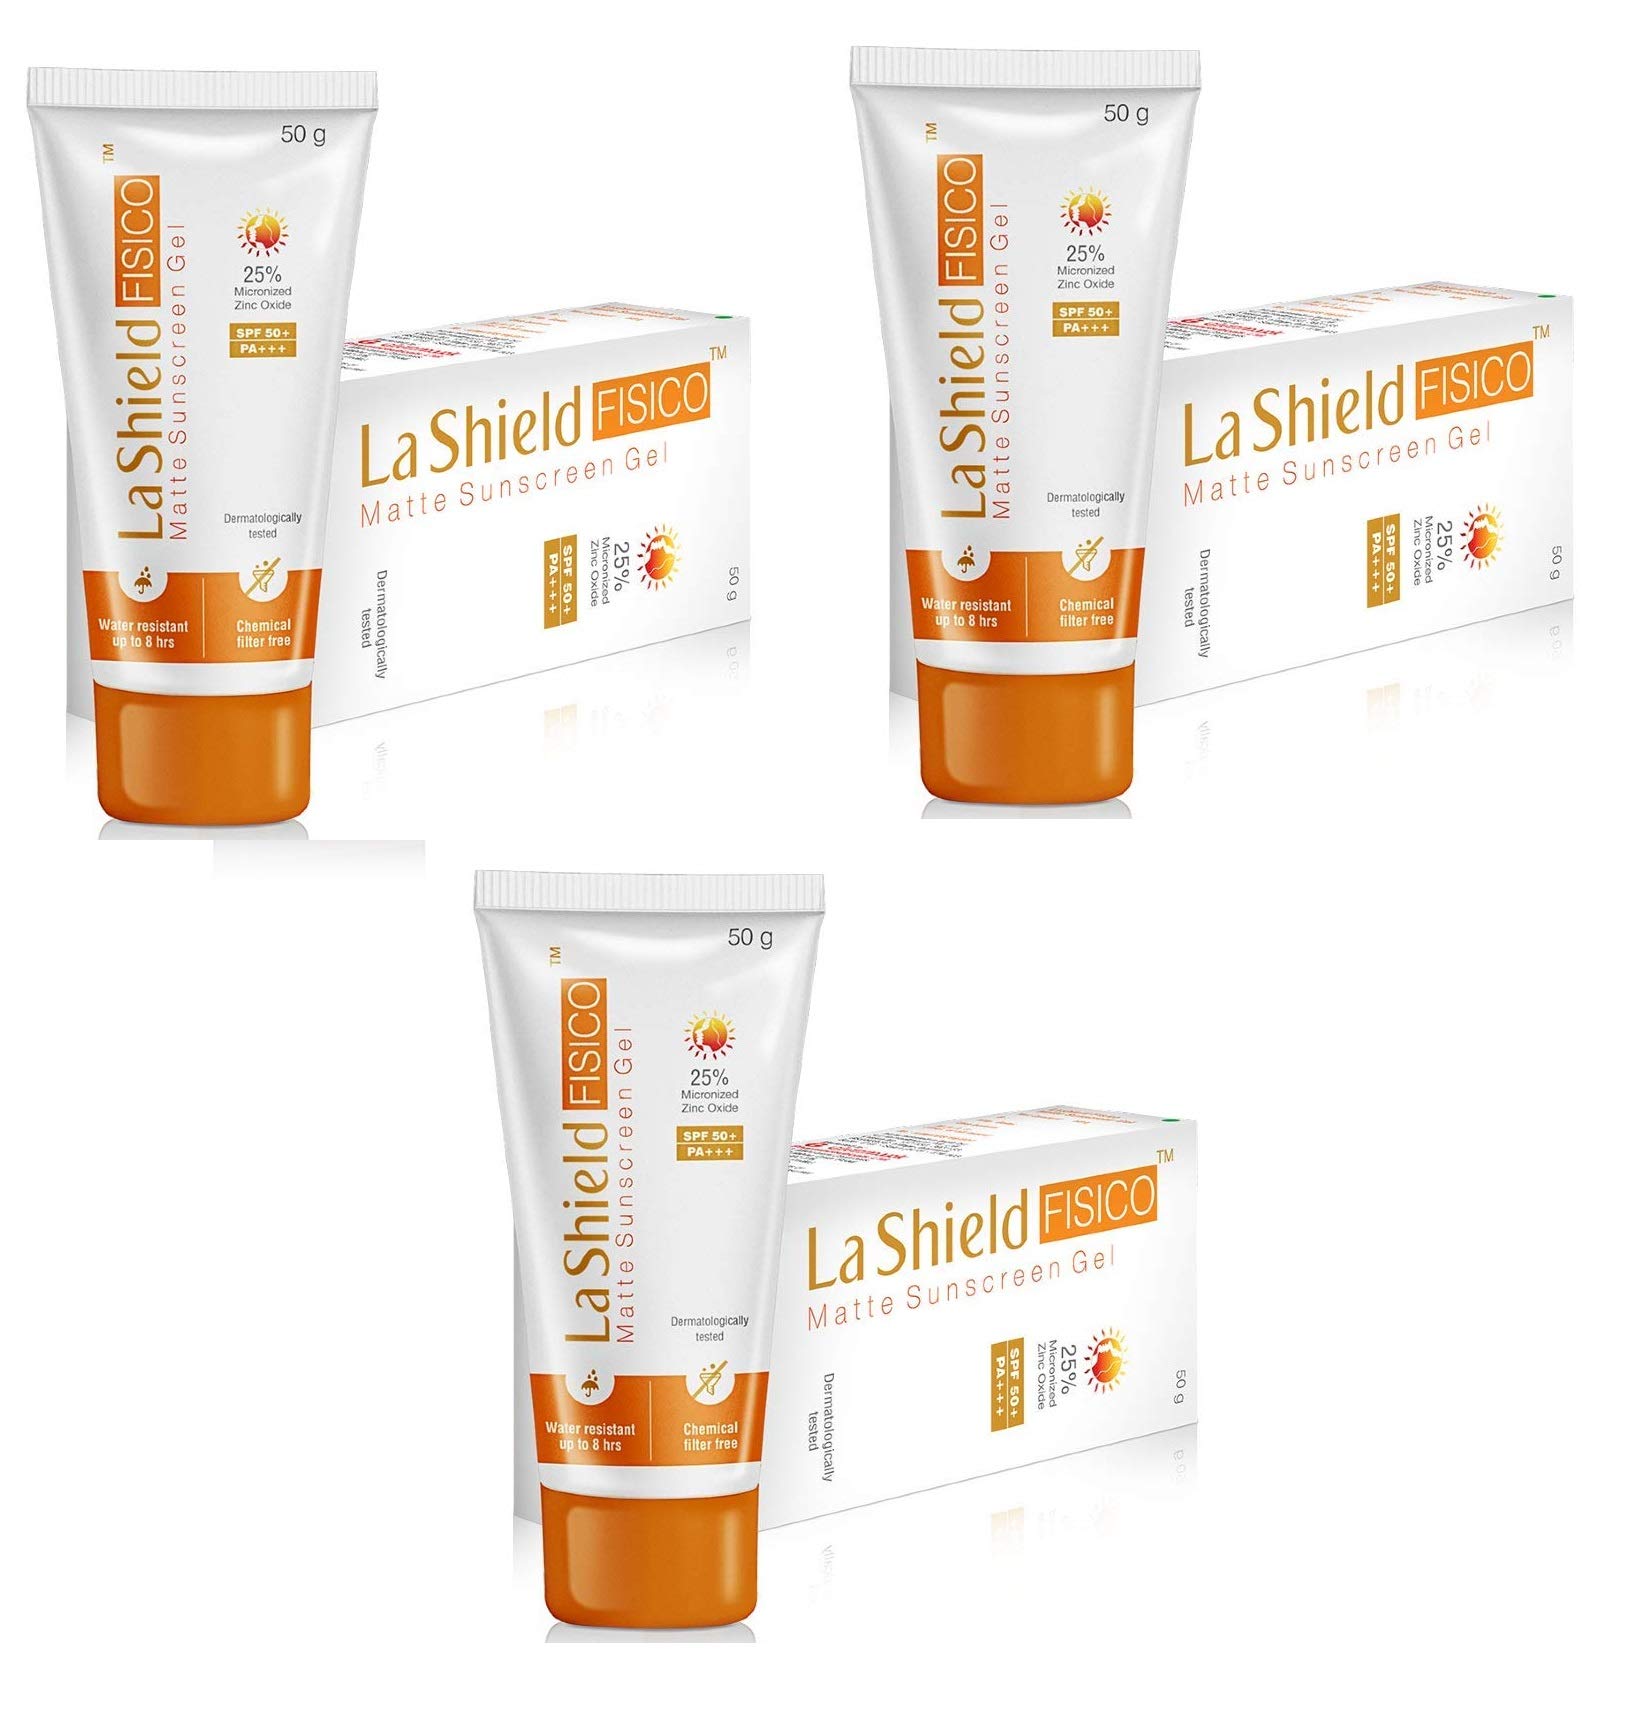 50 g
TM
La Shield FISICO
Matte Sunscreen Gel
25%
Micronized
Zinc Oxide
SPF 50+
PA+++
Dermatologically
tested
Water resistant
up to 8 hrs
Chemical
filter free
La Shield FISICO TM
Matte Sunscreen Gel
Dermatologically
tested
SPF 50+
PA+++
25%
Micronized
Zinc Oxide
50 g
50 g
TM
La Shield FISICO
Matte Sunscreen Gel
25%
Micronized
Zinc Oxide
SPF 50+
PA+++
Dermatologically
tested
Water resistant
up to 8 hrs
Chemical
filter free
La Shield FISICO TM
Matte Sunscreen Gel
Dermatologically
tested
SPF 50+
PA+++
25%
Micronized
Zinc Oxide
50 g
50 g
TM
La Shield FISICO
Matte Sunscreen Gel
25%
Micronized
Zinc Oxide
SPF 50+
PA+++
Dermatologically
tested
Water resistant
up to 8 hrs
Chemical
filter free
La Shield FISICO TM
Matte Sunscreen Gel
Dermatologically
tested
SPF 50+
PA+++
25%
Micronized
Zinc Oxide
50 g